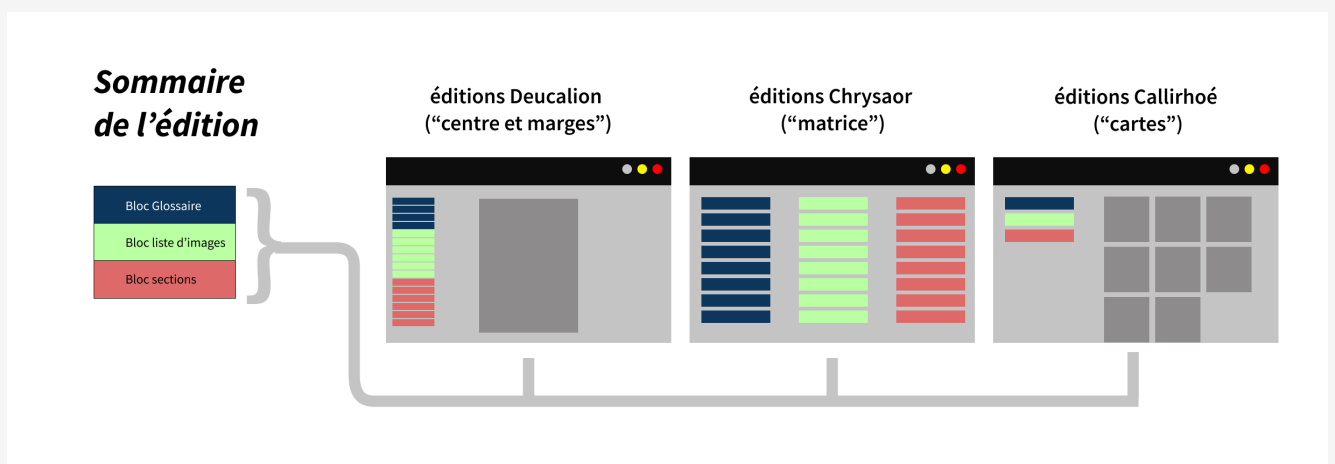 Sommaire
de l’édition
Bloc Glossaire
Bloc liste d’images
Bloc sections
éditions Deucalion
(“centre et marges”)
éditions Chrysaor
(“matrice”)
éditions Callirhoé
(“cartes”)